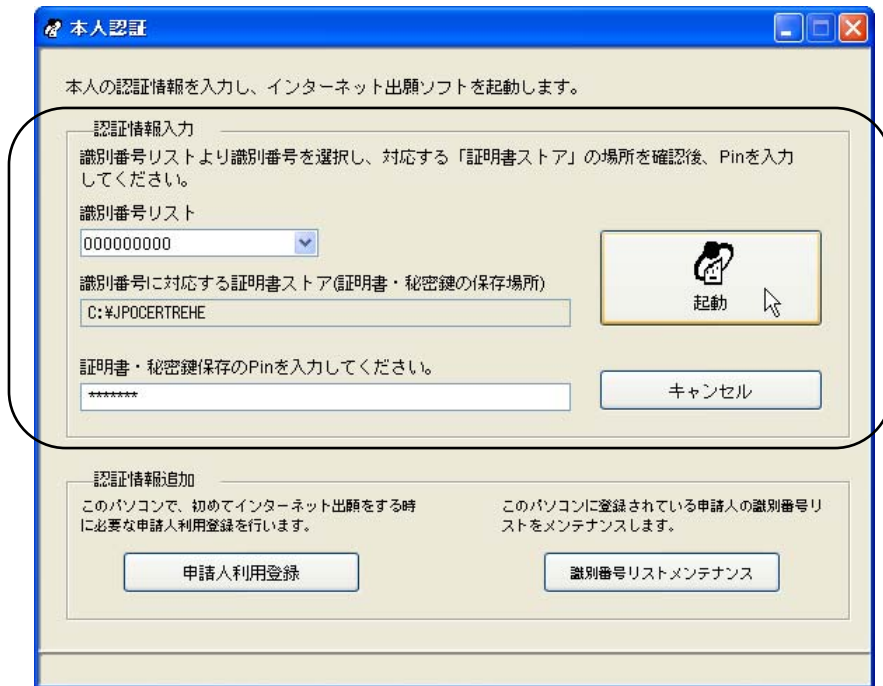 本人認証
本人の認証情報を入力し、インターネット出願ソフトを起動します。
認証情報入力
識別番号リストより識別番号を選択し、対応する「証明書ストア」の場所を確認後、Pinを入力
してください。
識別番号リスト
000000000
識別番号に対応する証明書ストア(証明書・秘密鍵の保存場所)
C:¥JPOCERTREHE
起動
証明書・秘密鍵保存のPinを入力してください。
*******
キャンセル
認証情報追加
このパソコンで、初めてインターネット出願をする時
に必要な申請人利用登録を行います。
申請人利用登録
このパソコンに登録されている申請人の識別番号リ
ストをメンテナンスします。
識別番号リストメンテナンス